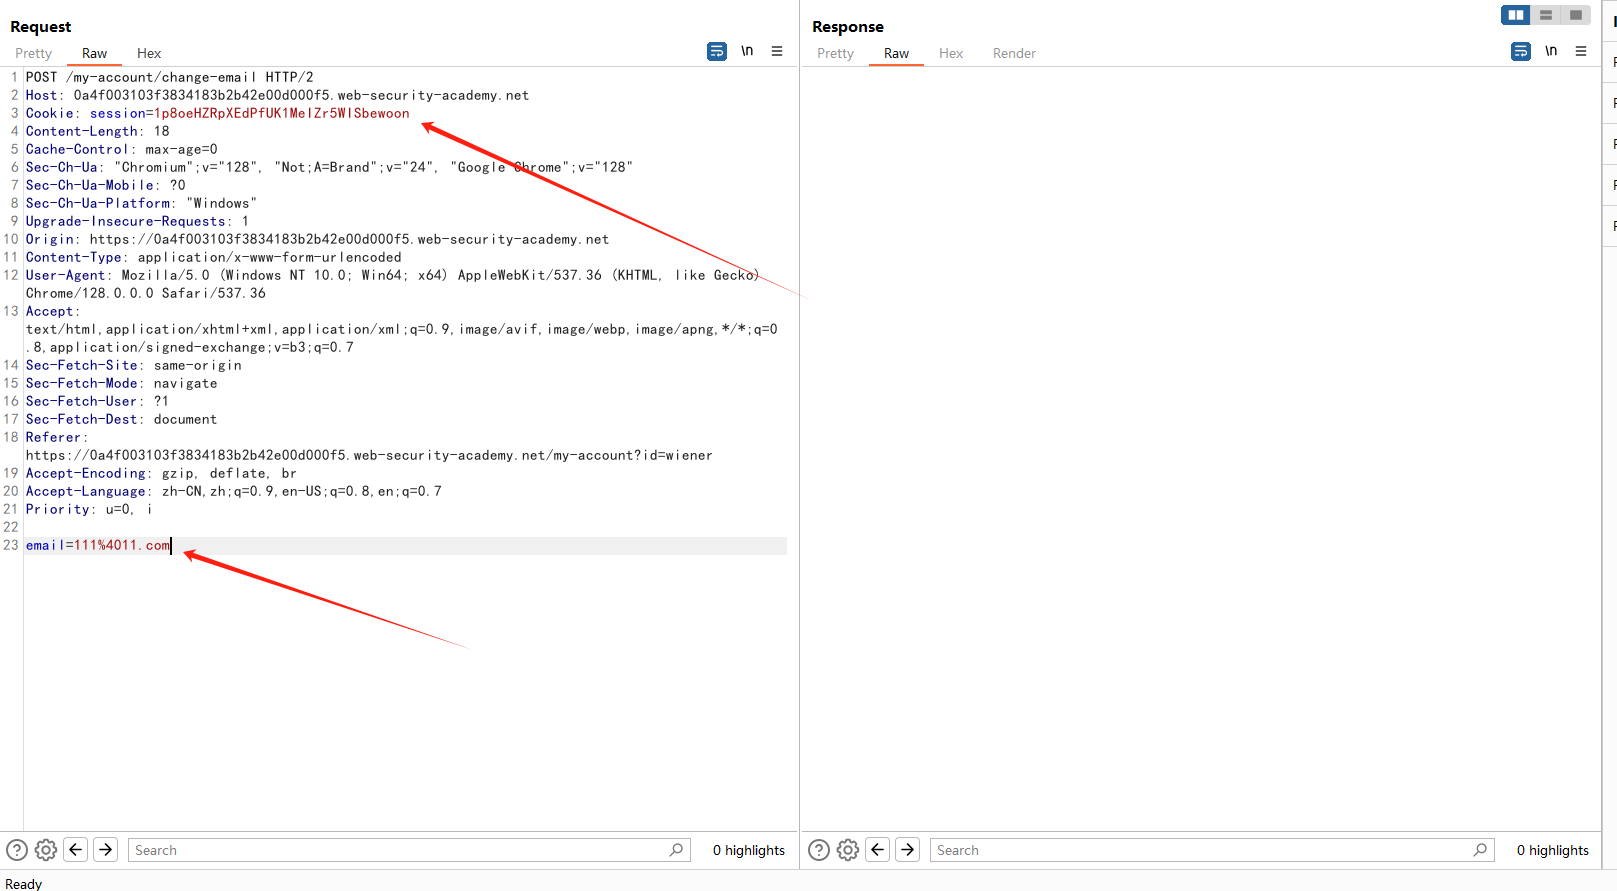 Request
Pretty Raw Hex
\n
1 POST /my-account/change-email HTTP/2
2 Host: 0a4f003103f3834183b2b42e00d000f5.web-security-academy.net
3 Cookie: session=1p8oeHZRpXEdPfUK1MeIZr5WISbewoon
4 Content-Length: 18
5 Cache-Control: max-age=0
6 Sec-Ch-Ua: "Chromium";v="128", "Not;A=Brand";v="24", "Google Chrome";v="128"
7 Sec-Ch-Ua-Mobile: ?0
8 Sec-Ch-Ua-Platform: "Windows"
9 Upgrade-Insecure-Requests: 1
10 Origin: https://0a4f003103f3834183b2b42e00d000f5.web-security-academy.net
11 Content-Type: application/x-www-form-urlencoded
12 User-Agent: Mozilla/5.0 (Windows NT 10.0; Win64; x64) AppleWebKit/537.36 (KHTML, like Gecko)
Chrome/128.0.0.0 Safari/537.36
13 Accept:
text/html,application/xhtml+xml,application/xml;q=0.9,image/avif,image/webp,image/apng,*/*;q=0
.8,application/signed-exchange;v=b3;q=0.7
14 Sec-Fetch-Site: same-origin
15 Sec-Fetch-Mode: navigate
16 Sec-Fetch-User: ?1
17 Sec-Fetch-Dest: document
18 Referer:
https://0a4f003103f3834183b2b42e00d000f5.web-security-academy.net/my-account?id=wiener
19 Accept-Encoding: gzip, deflate, br
20 Accept-Language: zh-CN,zh;q=0.9,en-US;q=0.8,en;q=0.7
21 Priority: u=0, i
22
23 email=111%4011.com
Search
0 highlights
Response
Pretty Raw Hex Render
\n
Search
0 highlights
Ready